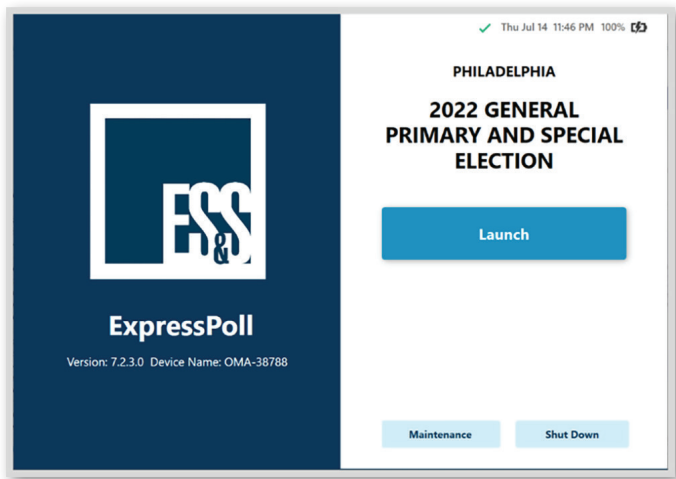 Thu Jul 14 11:46 PM 100%
PHILADELPHIA
2022 GENERAL
PRIMARY AND SPECIAL
ELECTION
Launch
ES&S
ExpressPoll
Version: 7.2.3.0 Device Name: OMA-38788
Maintenance
Shut Down